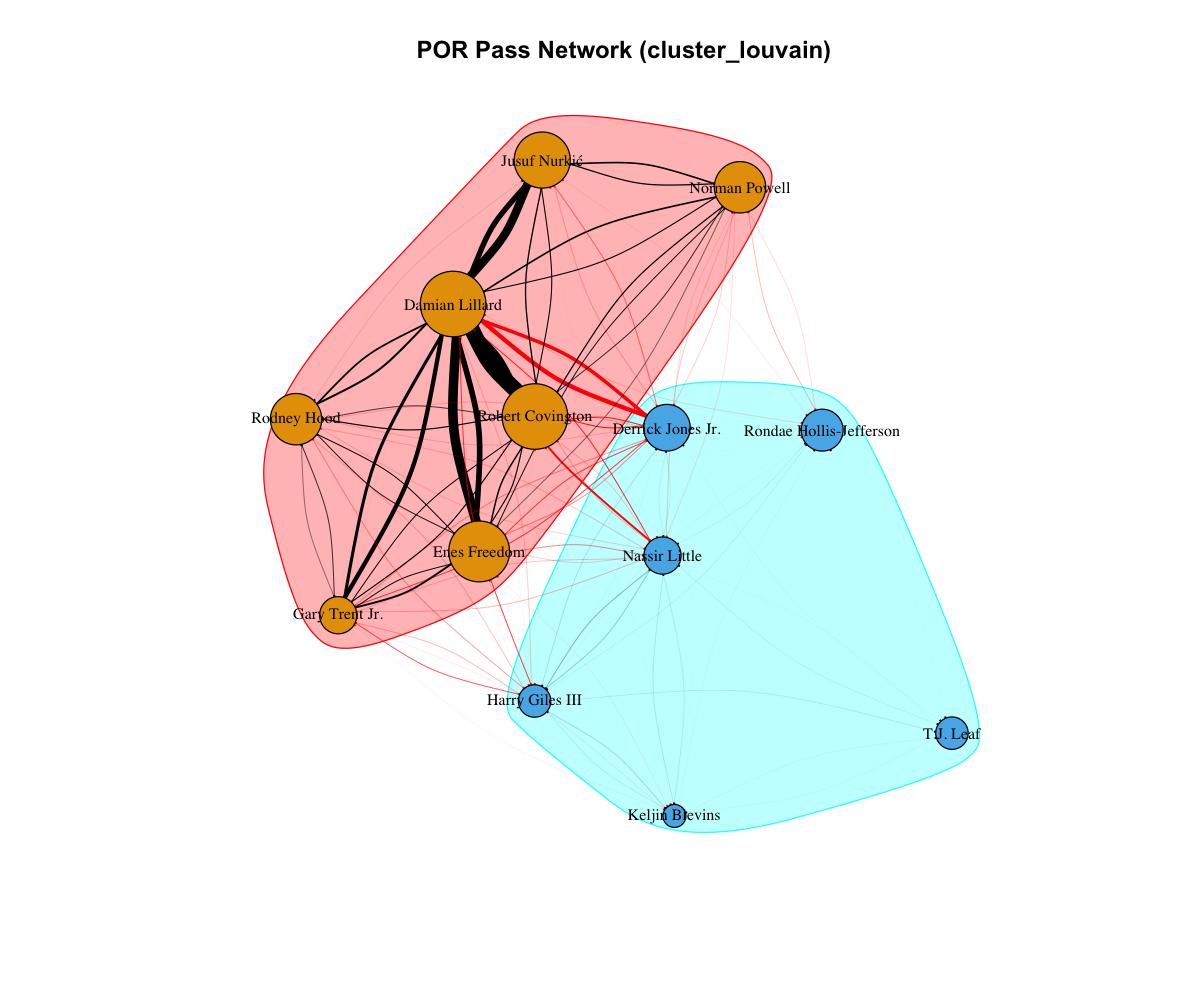 POR Pass Network (cluster_louvain)
Jusuf Nurkić
Norman Powell
Damian Lillard
Rodney Hood
Robert Covington
Derrick Jones Jr.
Rondae Hollis-Jefferson
Enes Freedom
Nassir Little
Gary Trent Jr.
Harry Giles III
T.J. Leaf
Keljin Blevins